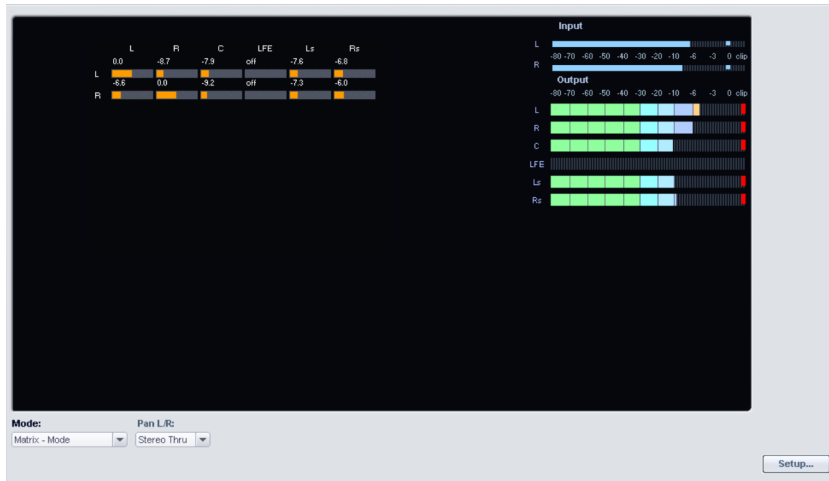 L R C LFE Ls Rs
0.0 -8.7 -7.9 off -7.6 -6.8
L
-6.6 0.0 -9.2 off -7.3 -6.0
R
Input
L
-80 -70 -60 -50 -40 -30 -20 -10 -6 -3 0 clip
R
Output
-80 -70 -60 -50 -40 -30 -20 -10 -6 -3 0 clip
L
R
C
LFE
Ls
Rs
Mode: Pan L/R:
Matrix - Mode Stereo Thru
Setup...